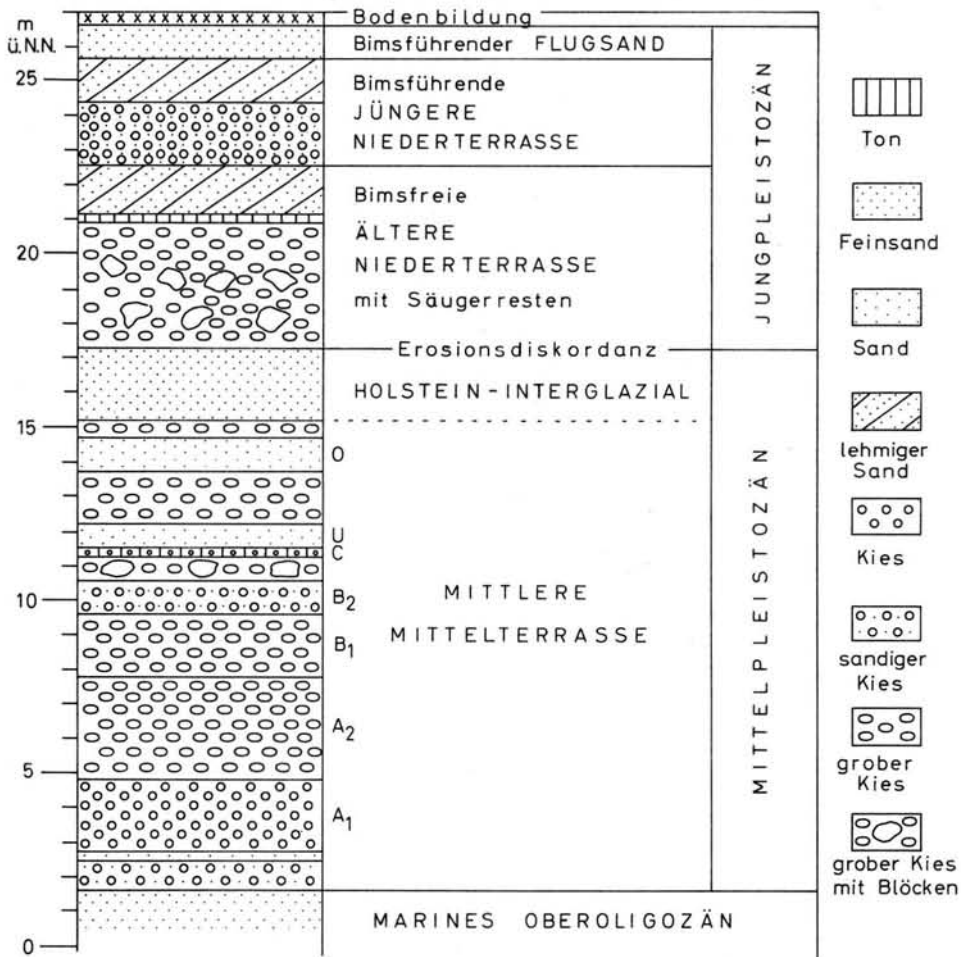 m
ü.N.N.
25
20
15
10
5
0
x x x x x x x x x x x x x x x
Bodenbildung
Bimsführender FLUGSAND
Bimsführende
JÜNGERE
NIEDERTERRASSE
Bimsfreie
ÄLTERE
NIEDERTERRASSE
mit Säugerresten
Erosionsdiskordanz
HOLSTEIN-INTERGLAZIAL
O
U
C
B2
B1
A2
A1
MITTLERE
MITTELTERRASSE
MARINES OBEROLIGOZÄN
JUNGPLEISTOZÄN
MITTELPLEISTOZÄN
Ton
Feinsand
Sand
lehmiger
Sand
Kies
sandiger
Kies
grober
Kies
grober Kies
mit Blöcken